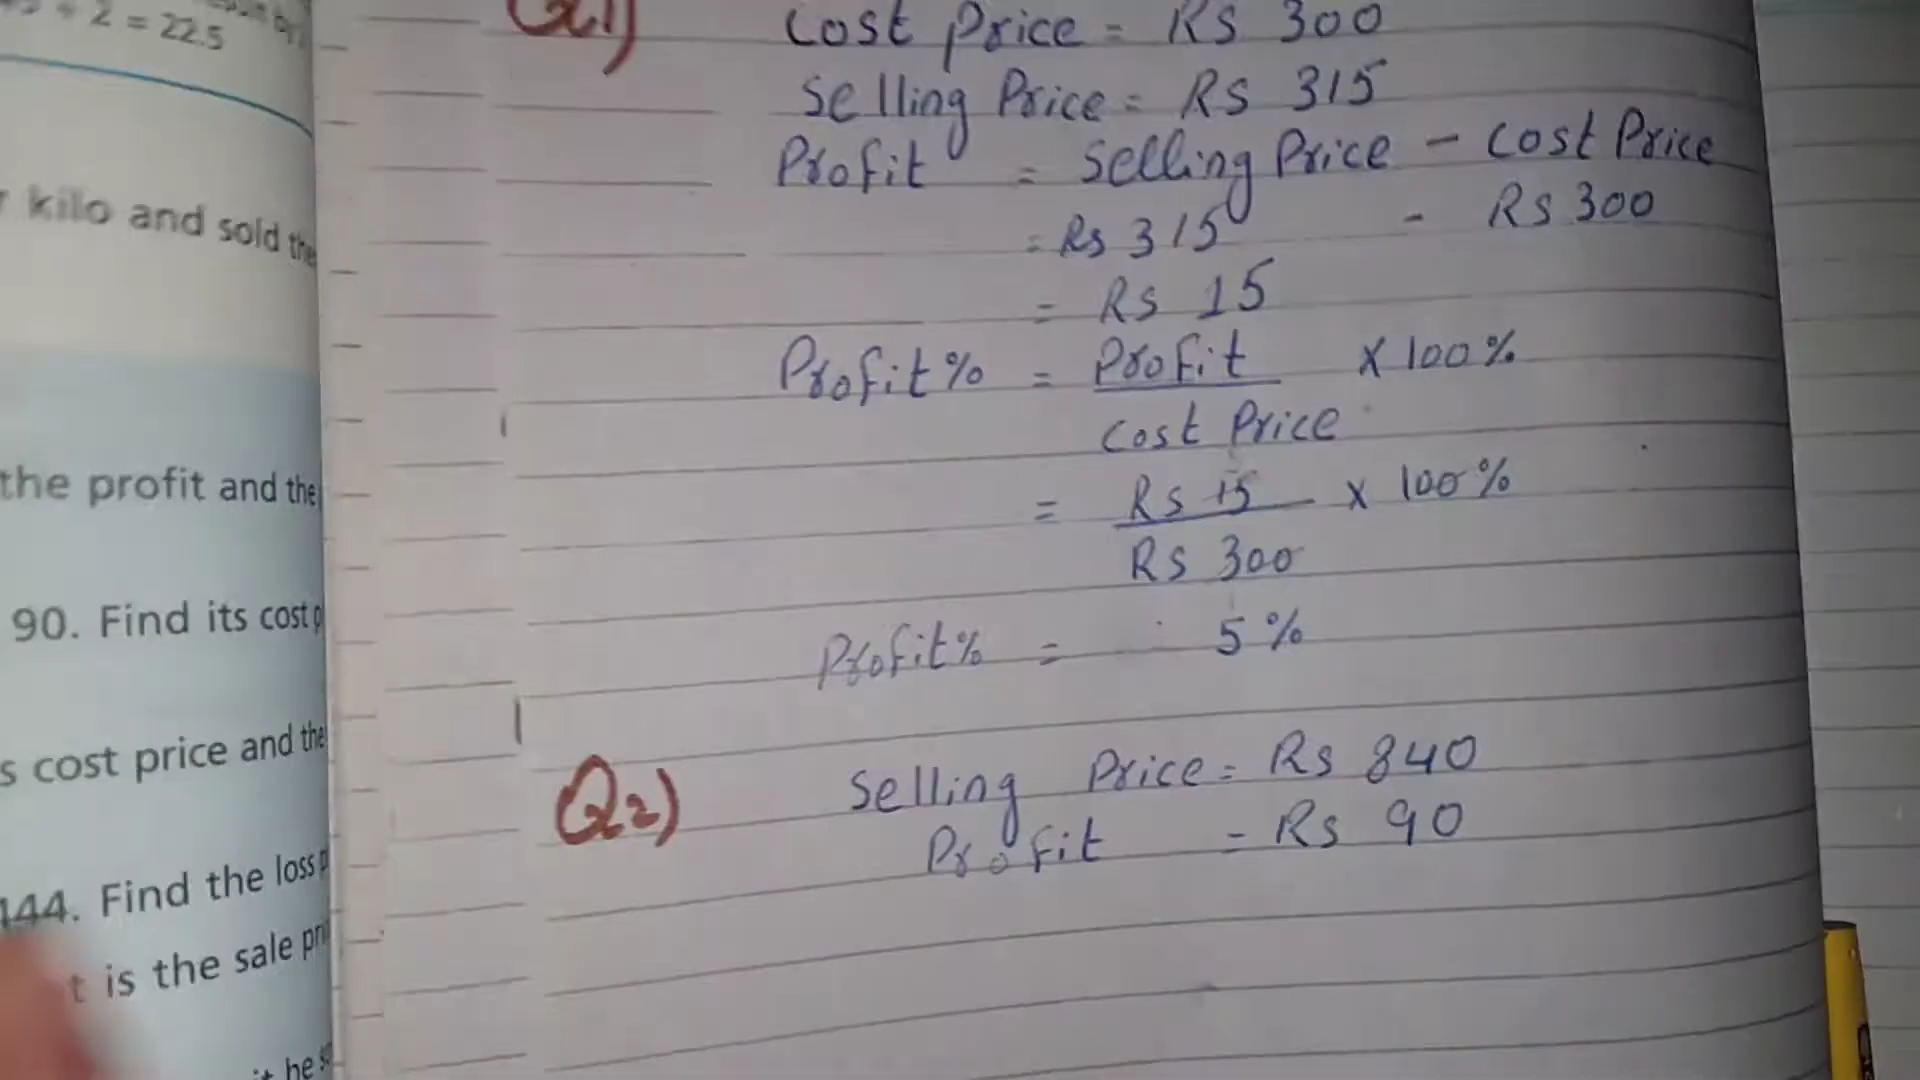 ÷ 2 = 22.5
kilo and sold the
the profit and the
90. Find its cost p
s cost price and the
144. Find the loss p
t is the sale pri
it he s
Q1) Cost Price = Rs 300
Selling Price = Rs 315
Profit = Selling Price - Cost Price
= Rs 315 - Rs 300
= Rs 15
Profit% = Profit X 100%
Cost Price
= Rs 15 x 100%
Rs 300
Profit% = 5%
Q2) Selling Price = Rs 840
Profit = Rs 90